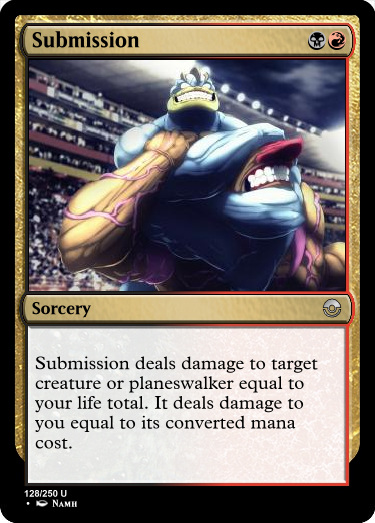 Submission
Sorcery
Submission deals damage to target
creature or planeswalker equal to
your life total. It deals damage to
you equal to its converted mana
cost.
128/250 U
• Namh